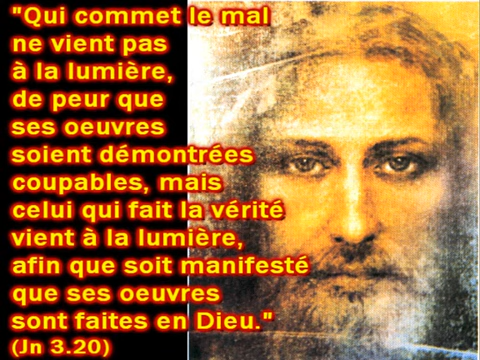 "Qui commet le mal
ne vient pas
à la lumière,
de peur que
ses oeuvres
soient démontrées
coupables, mais
celui qui fait la vérité
vient à la lumière,
afin que soit manifesté
que ses oeuvres
sont faites en Dieu."
(Jn 3.20)